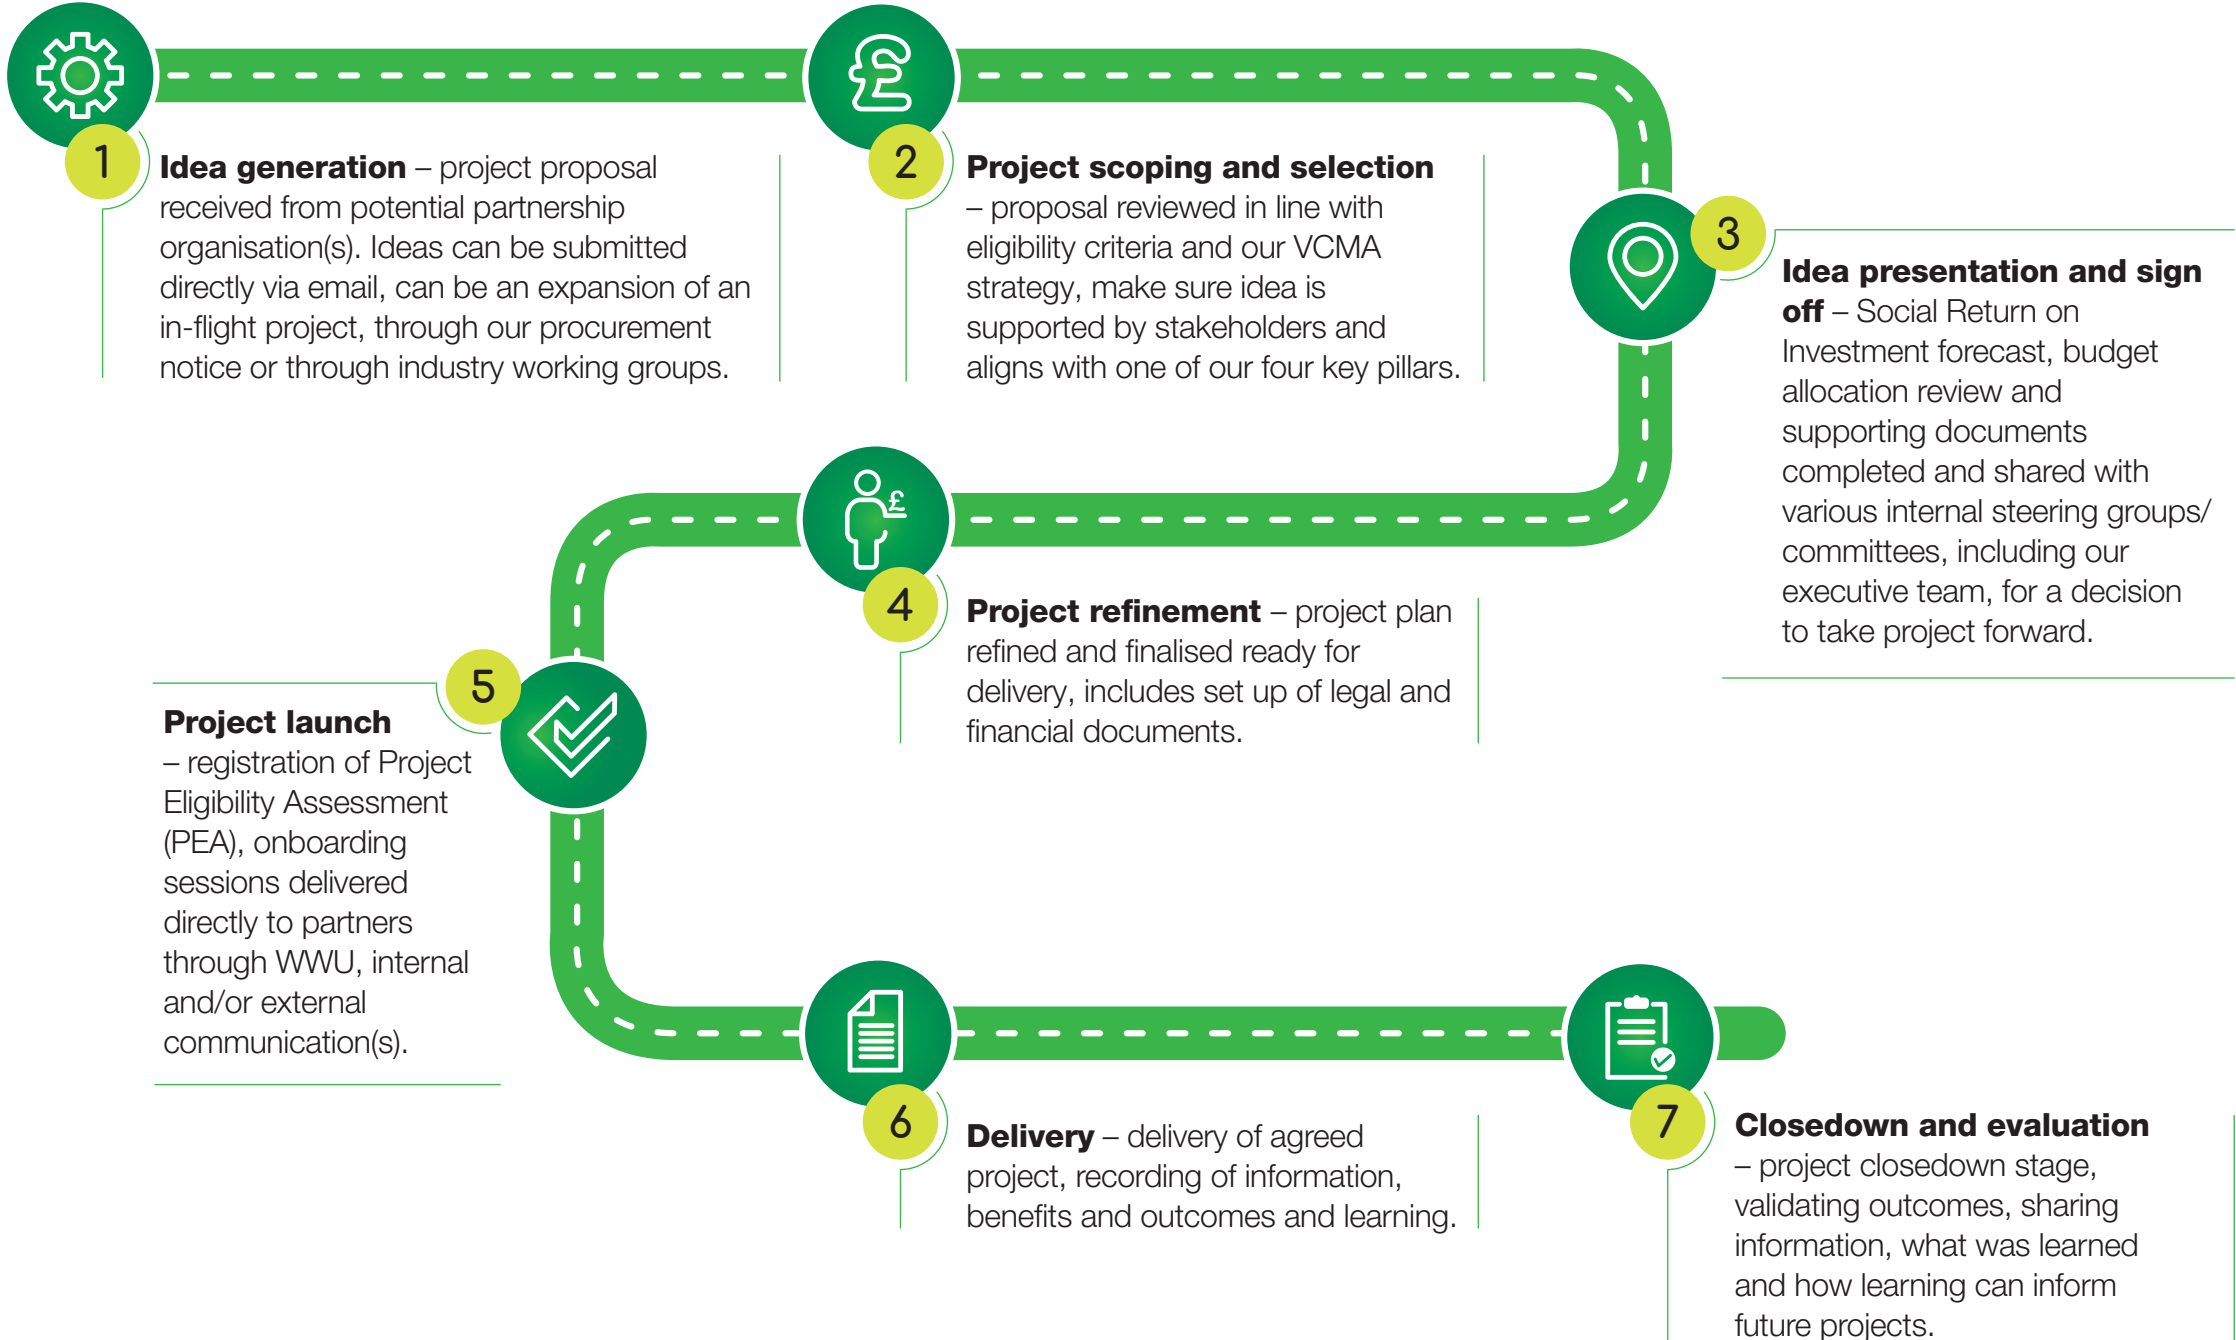 1
Idea generation – project proposal
received from potential partnership
organisation(s). Ideas can be submitted
directly via email, can be an expansion of an
in-flight project, through our procurement
notice or through industry working groups.
£
2
Project scoping and selection
– proposal reviewed in line with
eligibility criteria and our VCMA
strategy, make sure idea is
supported by stakeholders and
aligns with one of our four key pillars.
3
Idea presentation and sign
off – Social Return on
Investment forecast, budget
allocation review and
supporting documents
completed and shared with
various internal steering groups/
committees, including our
executive team, for a decision
to take project forward.
£
4
Project refinement – project plan
refined and finalised ready for
delivery, includes set up of legal and
financial documents.
5
Project launch
– registration of Project
Eligibility Assessment
(PEA), onboarding
sessions delivered
directly to partners
through WWU, internal
and/or external
communication(s).
6
Delivery – delivery of agreed
project, recording of information,
benefits and outcomes and learning.
7
Closedown and evaluation
– project closedown stage,
validating outcomes, sharing
information, what was learned
and how learning can inform
future projects.